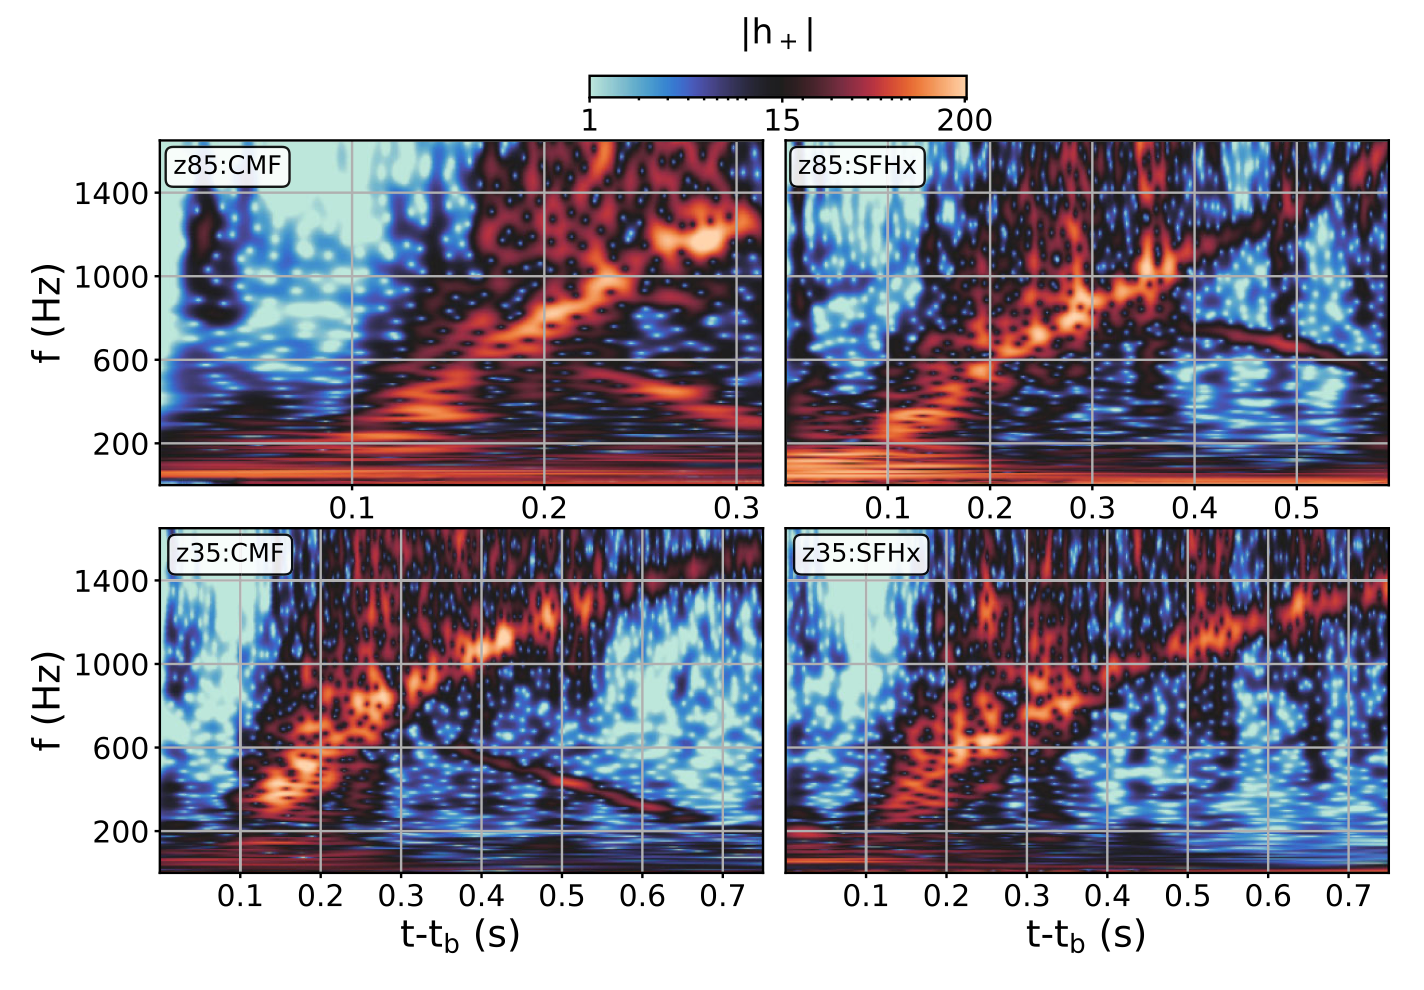 |h₊|
1 15 200
z85:CMF z85:SFHx
1400
1000
600
200
f (Hz)
0.1 0.2 0.3 0.1 0.2 0.3 0.4 0.5
z35:CMF z35:SFHx
1400
1000
600
200
f (Hz)
0.1 0.2 0.3 0.4 0.5 0.6 0.7 0.1 0.2 0.3 0.4 0.5 0.6 0.7
t-t_b (s) t-t_b (s)